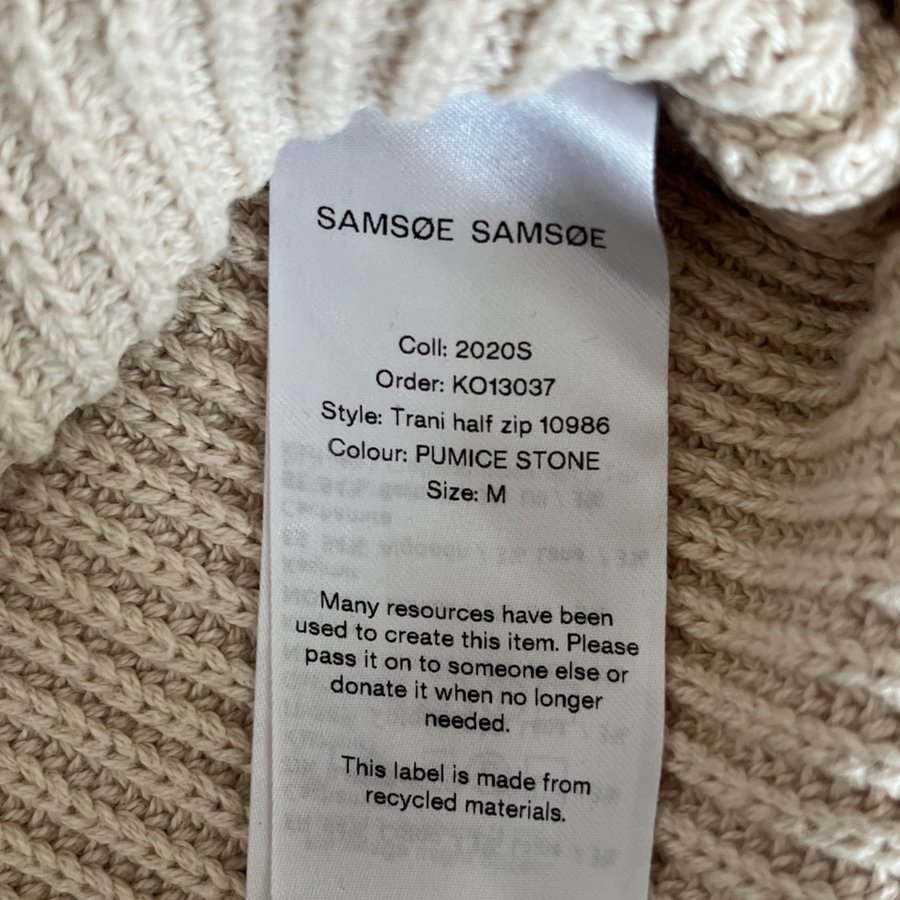 SAMSØE SAMSØE
Coll: 2020S
Order: KO13037
Style: Trani half zip 10986
Colour: PUMICE STONE
Size: M
Many resources have been
used to create this item. Please
pass it on to someone else or
donate it when no longer
needed.
This label is made from
recycled materials.